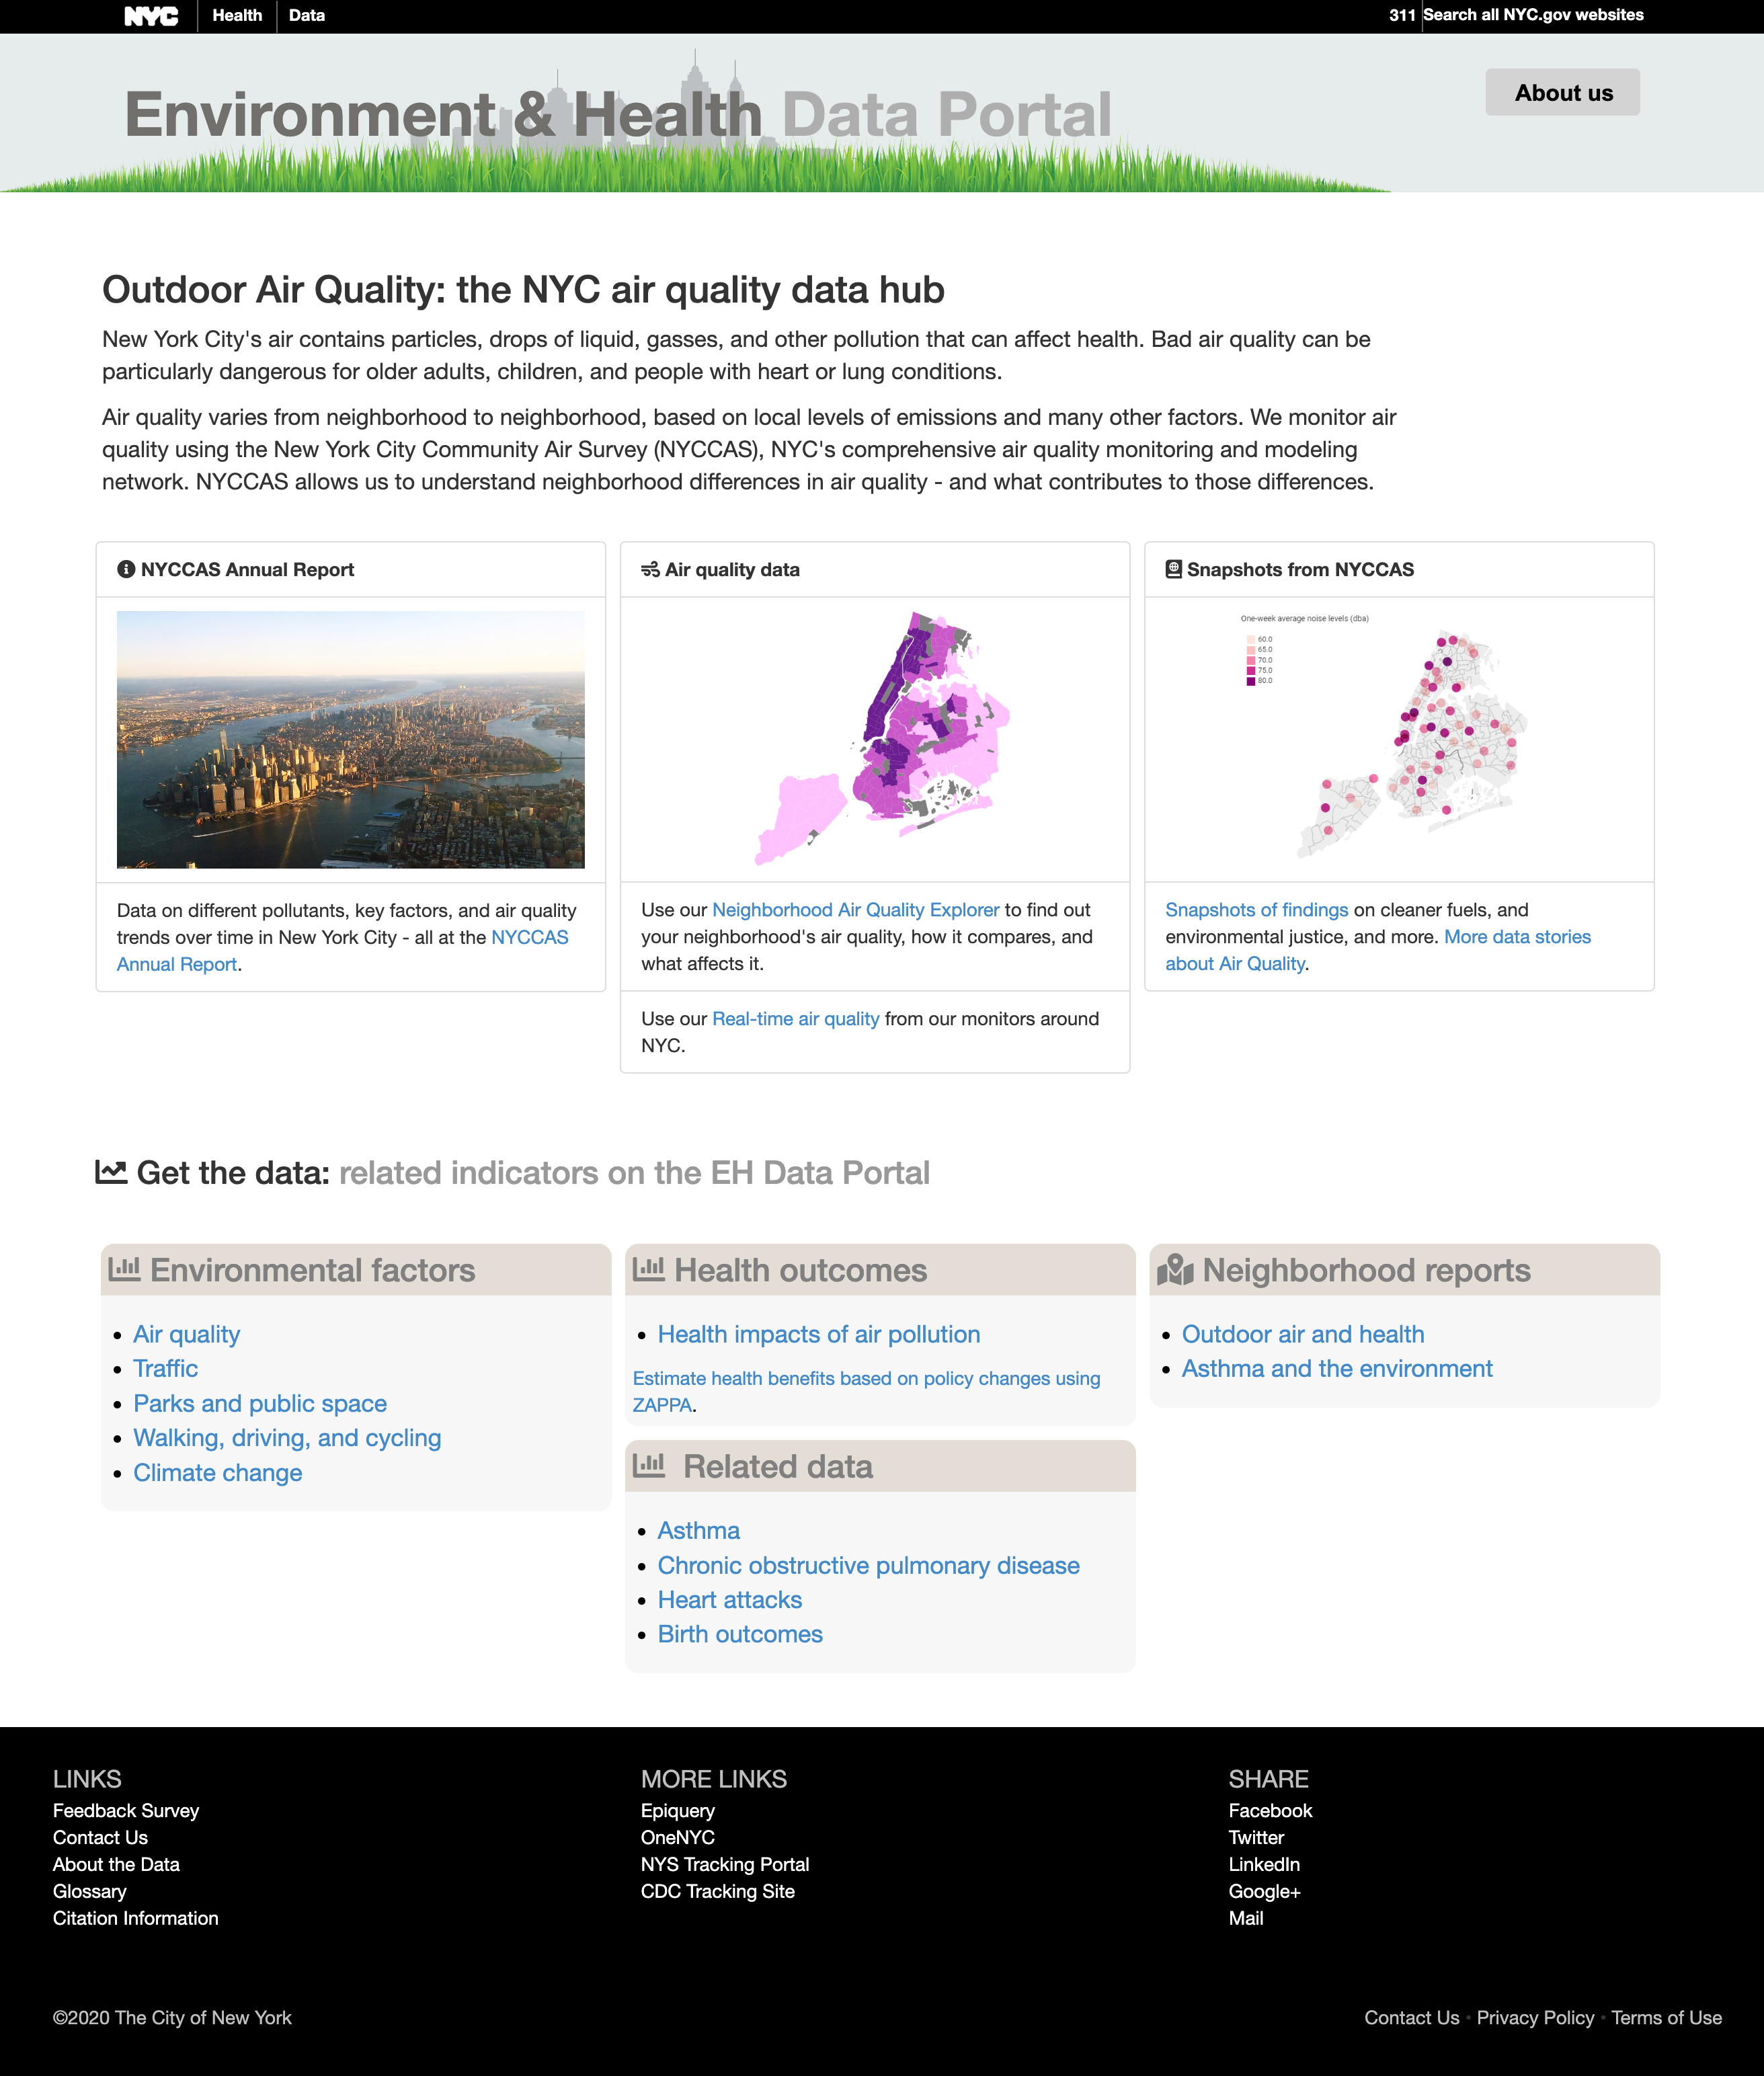 NYC
Health
Data
311
Search all NYC.gov websites
Environment & Health Data Portal
About us
Outdoor Air Quality: the NYC air quality data hub
New York City's air contains particles, drops of liquid, gasses, and other pollution that can affect health. Bad air quality can be
particularly dangerous for older adults, children, and people with heart or lung conditions.
Air quality varies from neighborhood to neighborhood, based on local levels of emissions and many other factors. We monitor air
quality using the New York City Community Air Survey (NYCCAS), NYC's comprehensive air quality monitoring and modeling
network. NYCCAS allows us to understand neighborhood differences in air quality - and what contributes to those differences.
NYCCAS Annual Report
Data on different pollutants, key factors, and air quality
trends over time in New York City - all at the NYCCAS
Annual Report.
Air quality data
Use our Neighborhood Air Quality Explorer to find out
your neighborhood's air quality, how it compares, and
what affects it.
Use our Real-time air quality from our monitors around
NYC.
Snapshots from NYCCAS
One-week average noise levels (dba)
60.0
65.0
70.0
75.0
80.0
Snapshots of findings on cleaner fuels, and
environmental justice, and more. More data stories
about Air Quality.
Get the data: related indicators on the EH Data Portal
Environmental factors
• Air quality
• Traffic
• Parks and public space
• Walking, driving, and cycling
• Climate change
Health outcomes
• Health impacts of air pollution
Estimate health benefits based on policy changes using
ZAPPA.
Related data
• Asthma
• Chronic obstructive pulmonary disease
• Heart attacks
• Birth outcomes
Neighborhood reports
• Outdoor air and health
• Asthma and the environment
LINKS
Feedback Survey
Contact Us
About the Data
Glossary
Citation Information
MORE LINKS
Epiquery
OneNYC
NYS Tracking Portal
CDC Tracking Site
SHARE
Facebook
Twitter
LinkedIn
Google+
Mail
©2020 The City of New York
Contact Us • Privacy Policy • Terms of Use